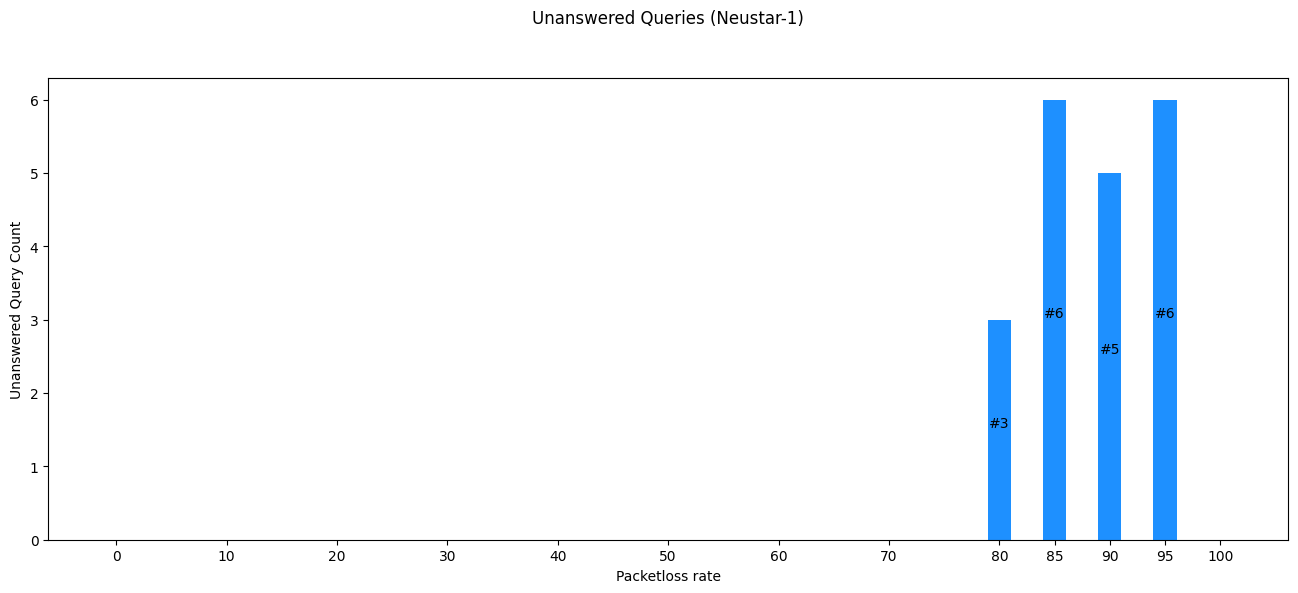 Unanswered Queries (Neustar-1)
Unanswered Query Count
6
5
4
3
2
1
0
#3
#6
#5
#6
0 10 20 30 40 50 60 70 80 85 90 95 100
Packetloss rate